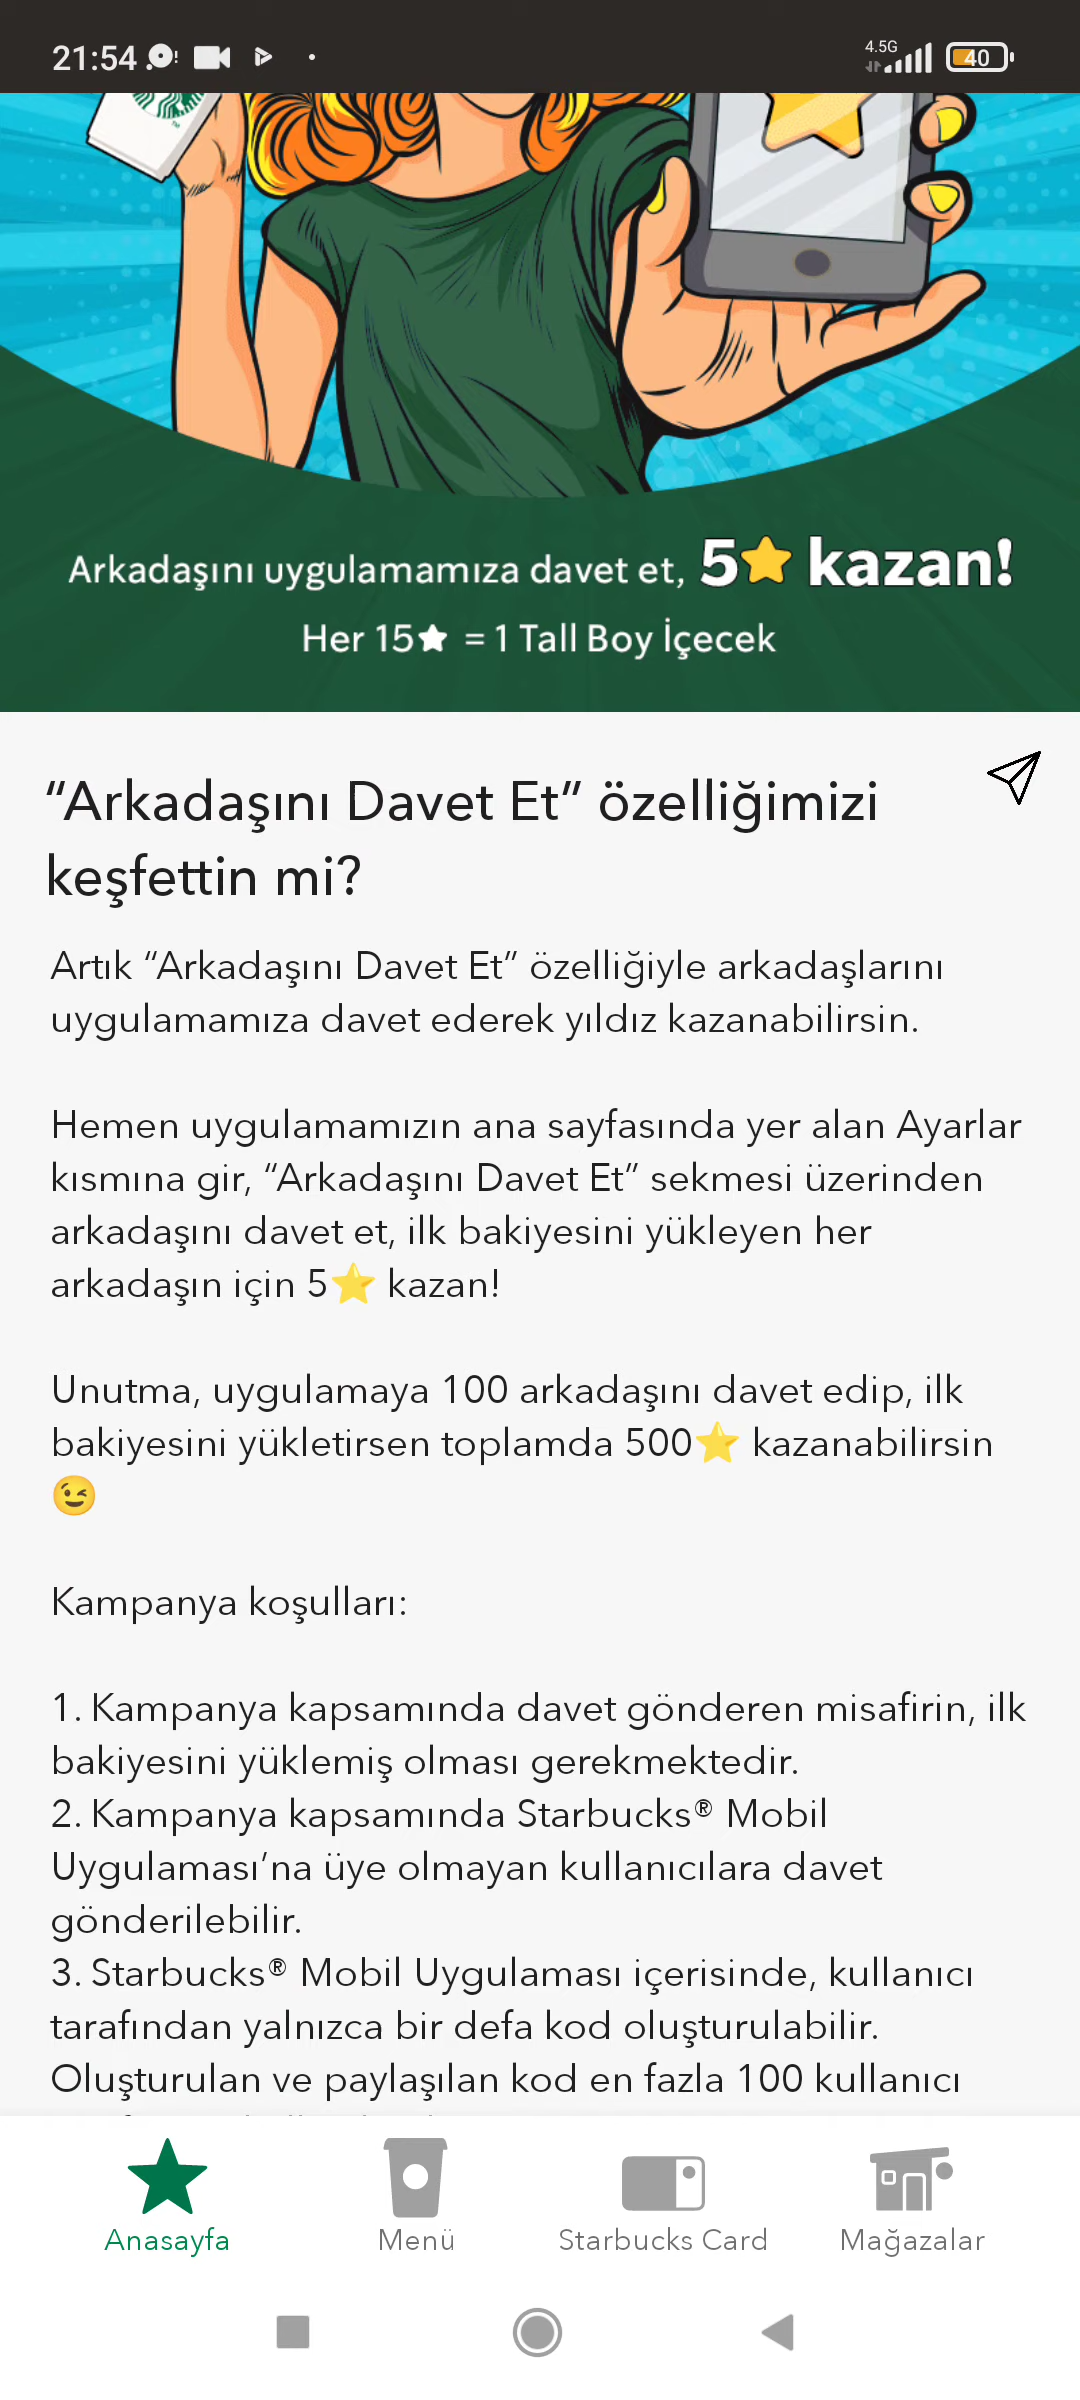 21:54
4.5G
40
Arkadaşını uygulamamıza davet et, 5⭐ kazan!
Her 15★ = 1 Tall Boy İçecek
“Arkadaşını Davet Et” özelliğimizi
keşfettin mi?
Artık “Arkadaşını Davet Et” özelliğiyle arkadaşlarını
uygulamamıza davet ederek yıldız kazanabilirsin.
Hemen uygulamamızın ana sayfasında yer alan Ayarlar
kısmına gir, “Arkadaşını Davet Et” sekmesi üzerinden
arkadaşını davet et, ilk bakiyesini yükleyen her
arkadaşın için 5⭐ kazan!
Unutma, uygulamaya 100 arkadaşını davet edip, ilk
bakiyesini yükletirsen toplamda 500⭐ kazanabilirsin
😉
Kampanya koşulları:
1. Kampanya kapsamında davet gönderen misafirin, ilk
bakiyesini yüklemiş olması gerekmektedir.
2. Kampanya kapsamında Starbucks® Mobil
Uygulaması’na üye olmayan kullanıcılara davet
gönderilebilir.
3. Starbucks® Mobil Uygulaması içerisinde, kullanıcı
tarafından yalnızca bir defa kod oluşturulabilir.
Oluşturulan ve paylaşılan kod en fazla 100 kullanıcı
Anasayfa
Menü
Starbucks Card
Mağazalar